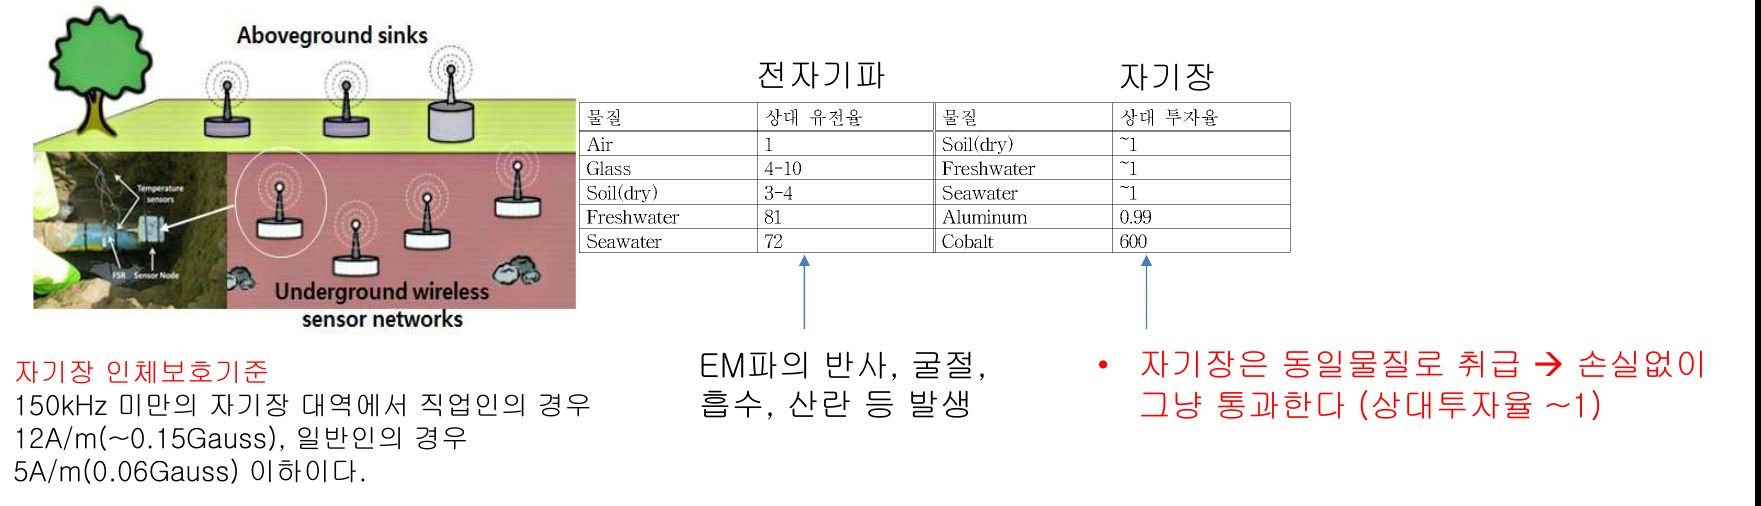 Aboveground sinks
Temperature
sensors
FSR
Sensor Node
Underground wireless
sensor networks
전자기파
자기장
물질 상대 유전율 물질 상대 투자율
Air 1 Soil(dry) ~1
Glass 4-10 Freshwater ~1
Soil(dry) 3-4 Seawater ~1
Freshwater 81 Aluminum 0.99
Seawater 72 Cobalt 600
자기장 인체보호기준
150kHz 미만의 자기장 대역에서 직업인의 경우
12A/m(~0.15Gauss), 일반인의 경우
5A/m(0.06Gauss) 이하이다.
EM파의 반사, 굴절,
흡수, 산란 등 발생
• 자기장은 동일물질로 취급 → 손실없이
그냥 통과한다 (상대투자율 ~1)